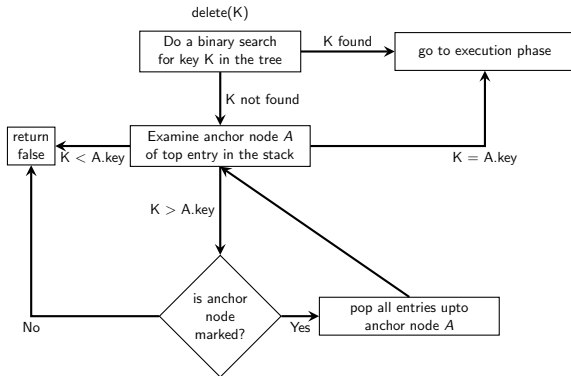 delete(K)
Do a binary search
for key K in the tree
K found
go to execution phase
K not found
return
false
K < A.key
Examine anchor node A
of top entry in the stack
K = A.key
K > A.key
is anchor
node
marked?
No
Yes
pop all entries upto
anchor node A